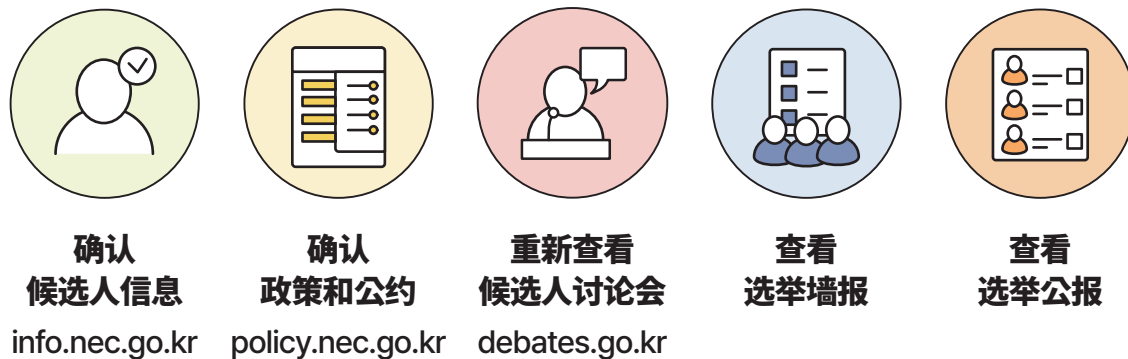 确认
候选人信息
info.nec.go.kr
确认
政策和公约
policy.nec.go.kr
重新查看
候选人讨论会
debates.go.kr
查看
选举墙报
查看
选举公报